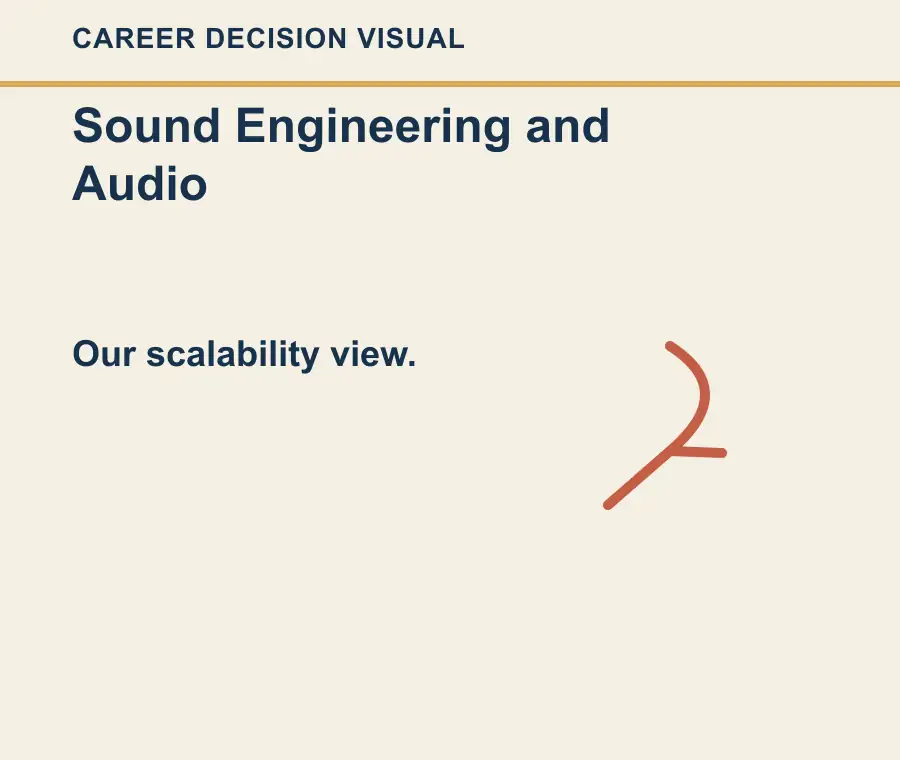 CAREER DECISION VISUAL
Sound Engineering and
Audio
Our scalability view.